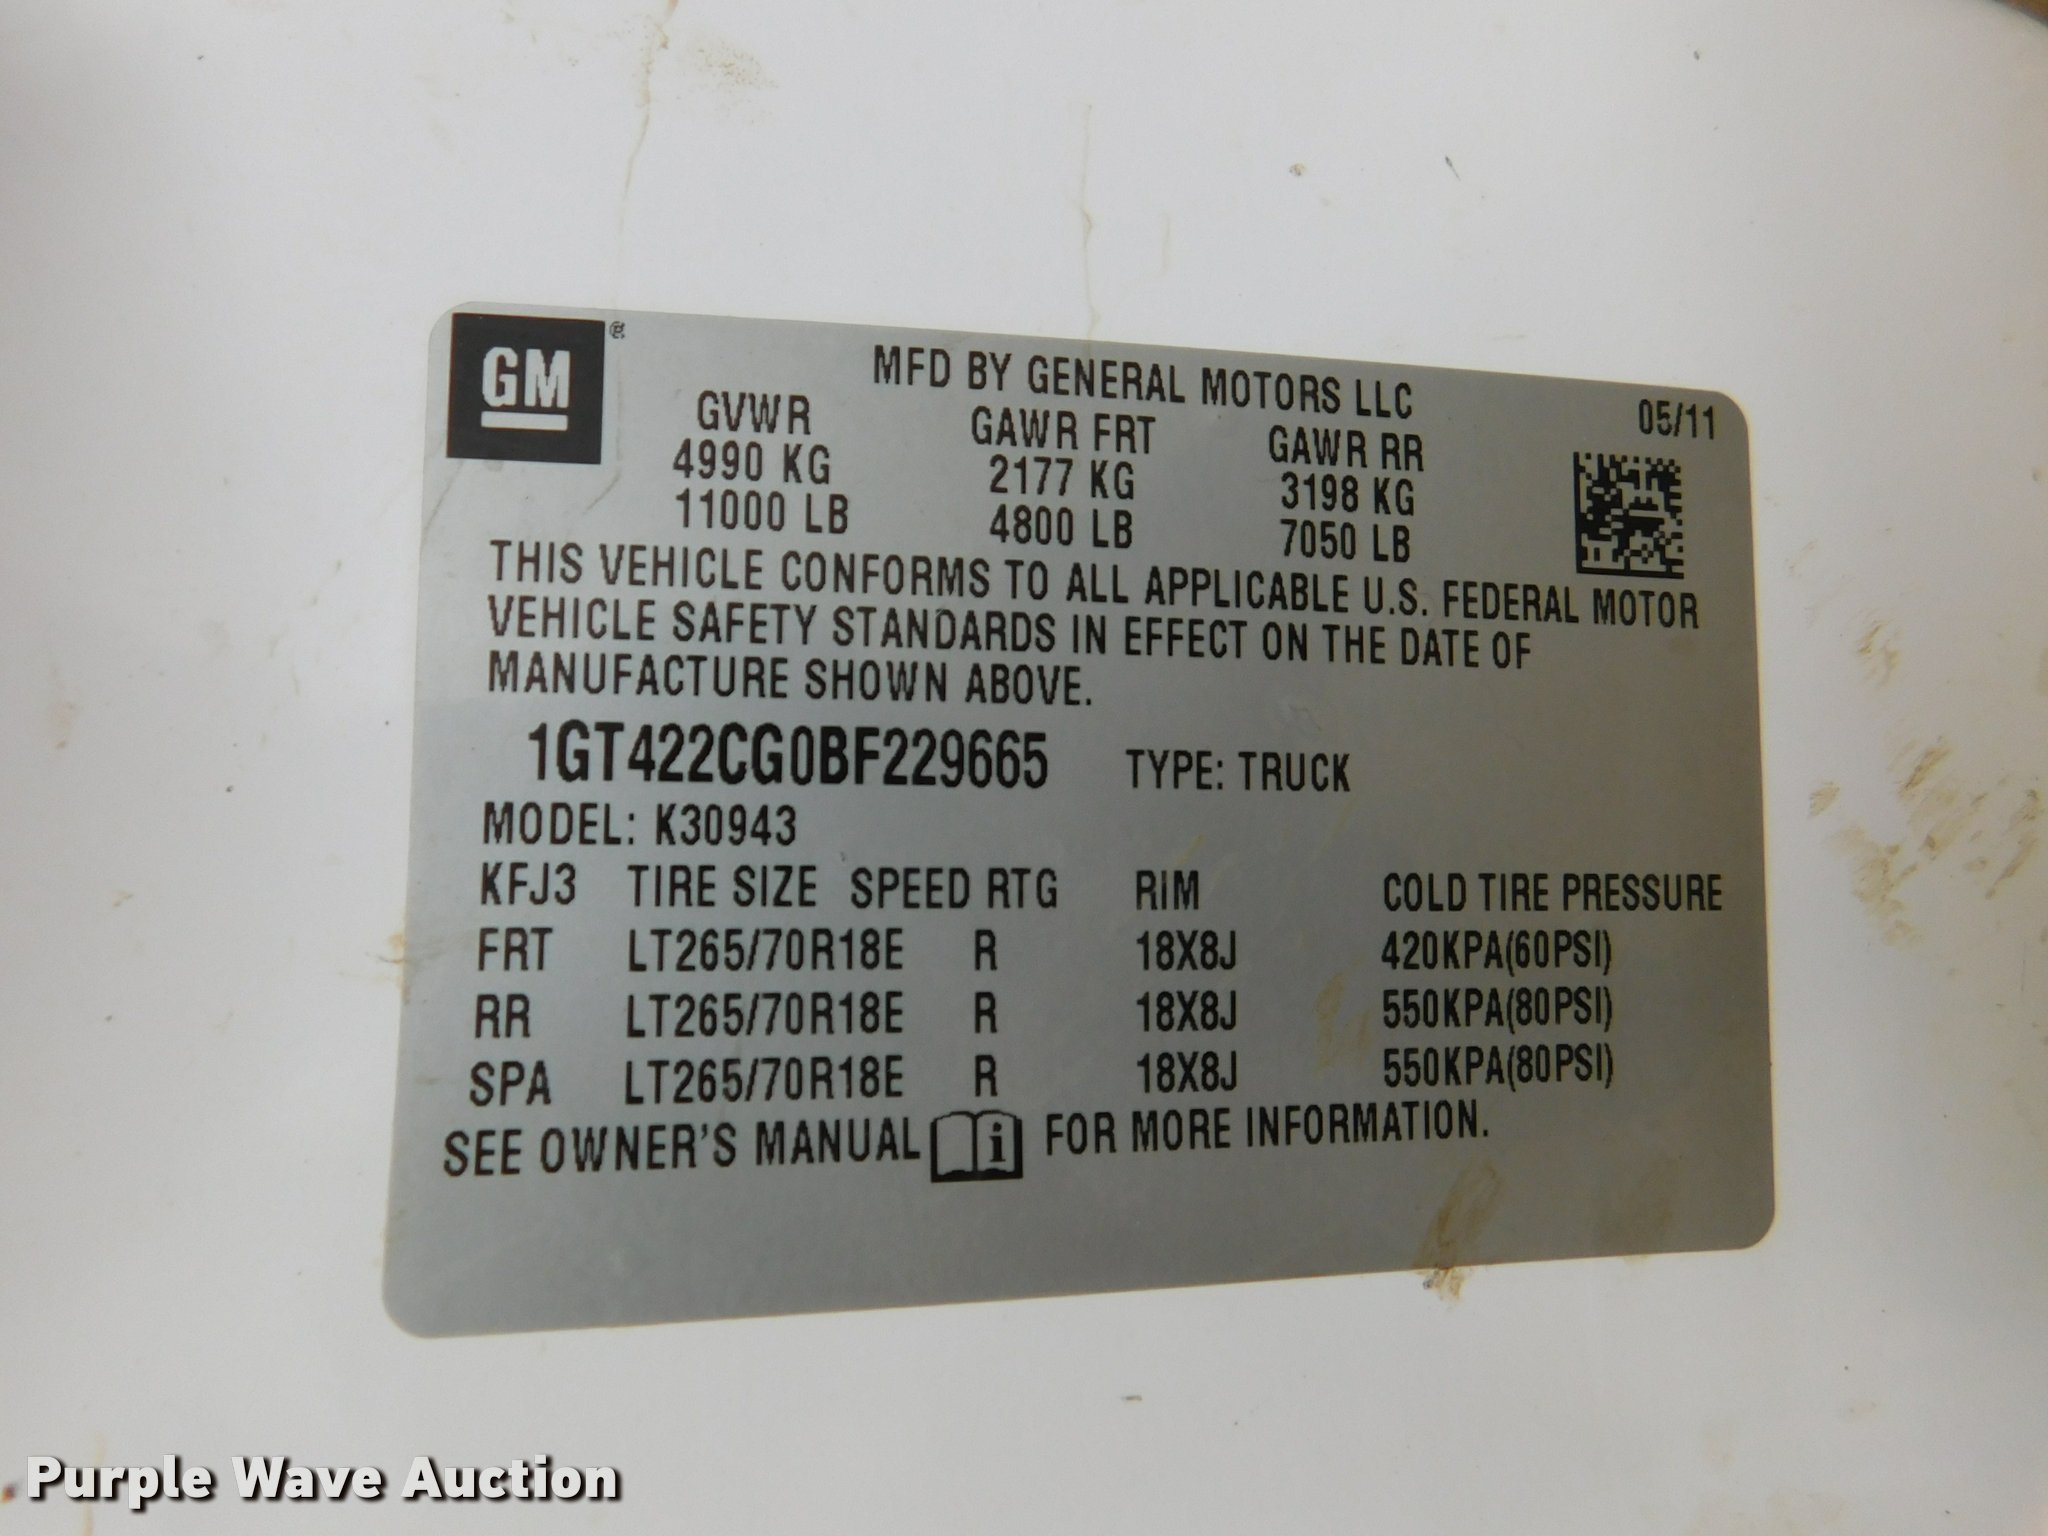 GM ®
MFD BY GENERAL MOTORS LLC
05/11
GVWR GAWR FRT GAWR RR
4990 KG 2177 KG 3198 KG
11000 LB 4800 LB 7050 LB
THIS VEHICLE CONFORMS TO ALL APPLICABLE U.S. FEDERAL MOTOR
VEHICLE SAFETY STANDARDS IN EFFECT ON THE DATE OF
MANUFACTURE SHOWN ABOVE.
1GT422CG0BF229665 TYPE: TRUCK
MODEL: K30943
KFJ3 TIRE SIZE SPEED RTG RIM COLD TIRE PRESSURE
FRT LT265/70R18E R 18X8J 420KPA(60PSI)
RR LT265/70R18E R 18X8J 550KPA(80PSI)
SPA LT265/70R18E R 18X8J 550KPA(80PSI)
SEE OWNER'S MANUAL i FOR MORE INFORMATION.
Purple Wave Auction